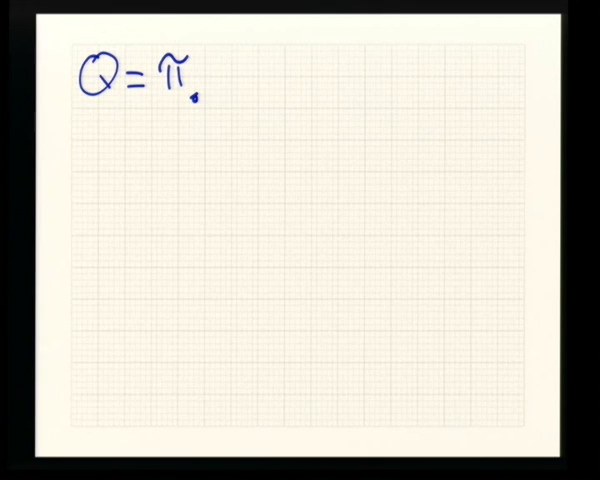 Q = π.